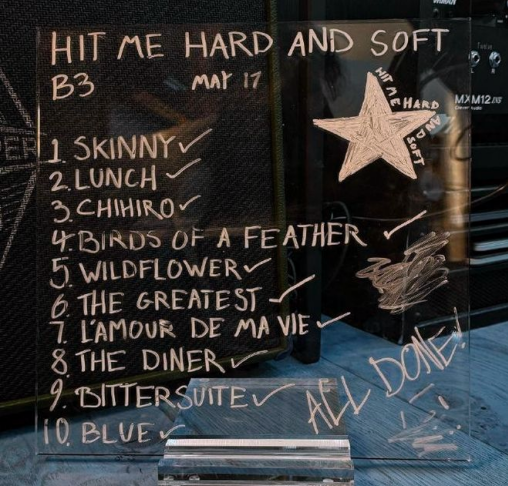 HIT ME HARD AND SOFT
B3 MAY 17
HIT ME HARD AND SOFT
MXM12.
1. SKINNY ✓
2. LUNCH ✓
3. CHIHIRO ✓
4. BIRDS OF A FEATHER ✓
5. WILDFLOWER ✓
6. THE GREATEST ✓
7. L'AMOUR DE MA VIE ✓
8. THE DINER ✓
9. BITTERSUITE ✓
10. BLUE ✓
ALL DONE!